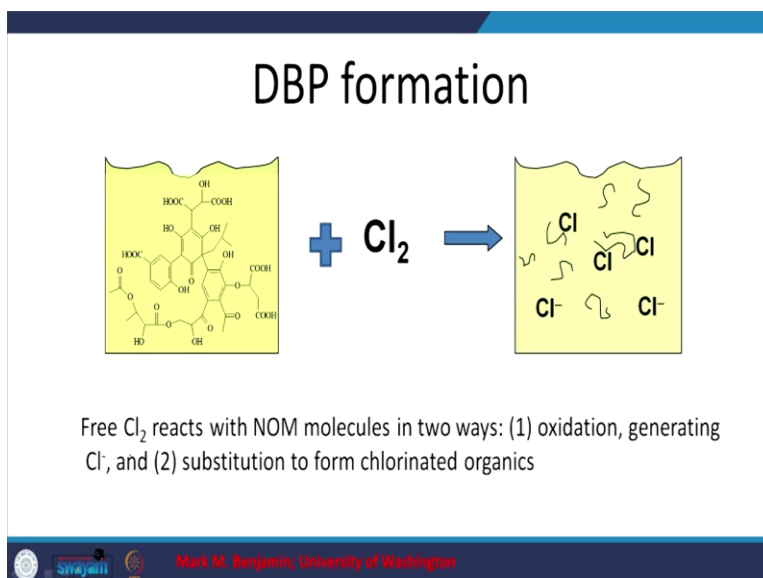 DBP formation
OH
HOOC COOH
HO OH
HOOC OH
O
O OH O COOH
O
O O O COOH
O O
HO OH
+ Cl₂
Cl
Cl Cl
Cl⁻ Cl⁻
Free Cl₂ reacts with NOM molecules in two ways: (1) oxidation, generating
Cl⁻, and (2) substitution to form chlorinated organics
swayam Mark M. Benjamin; University of Washington